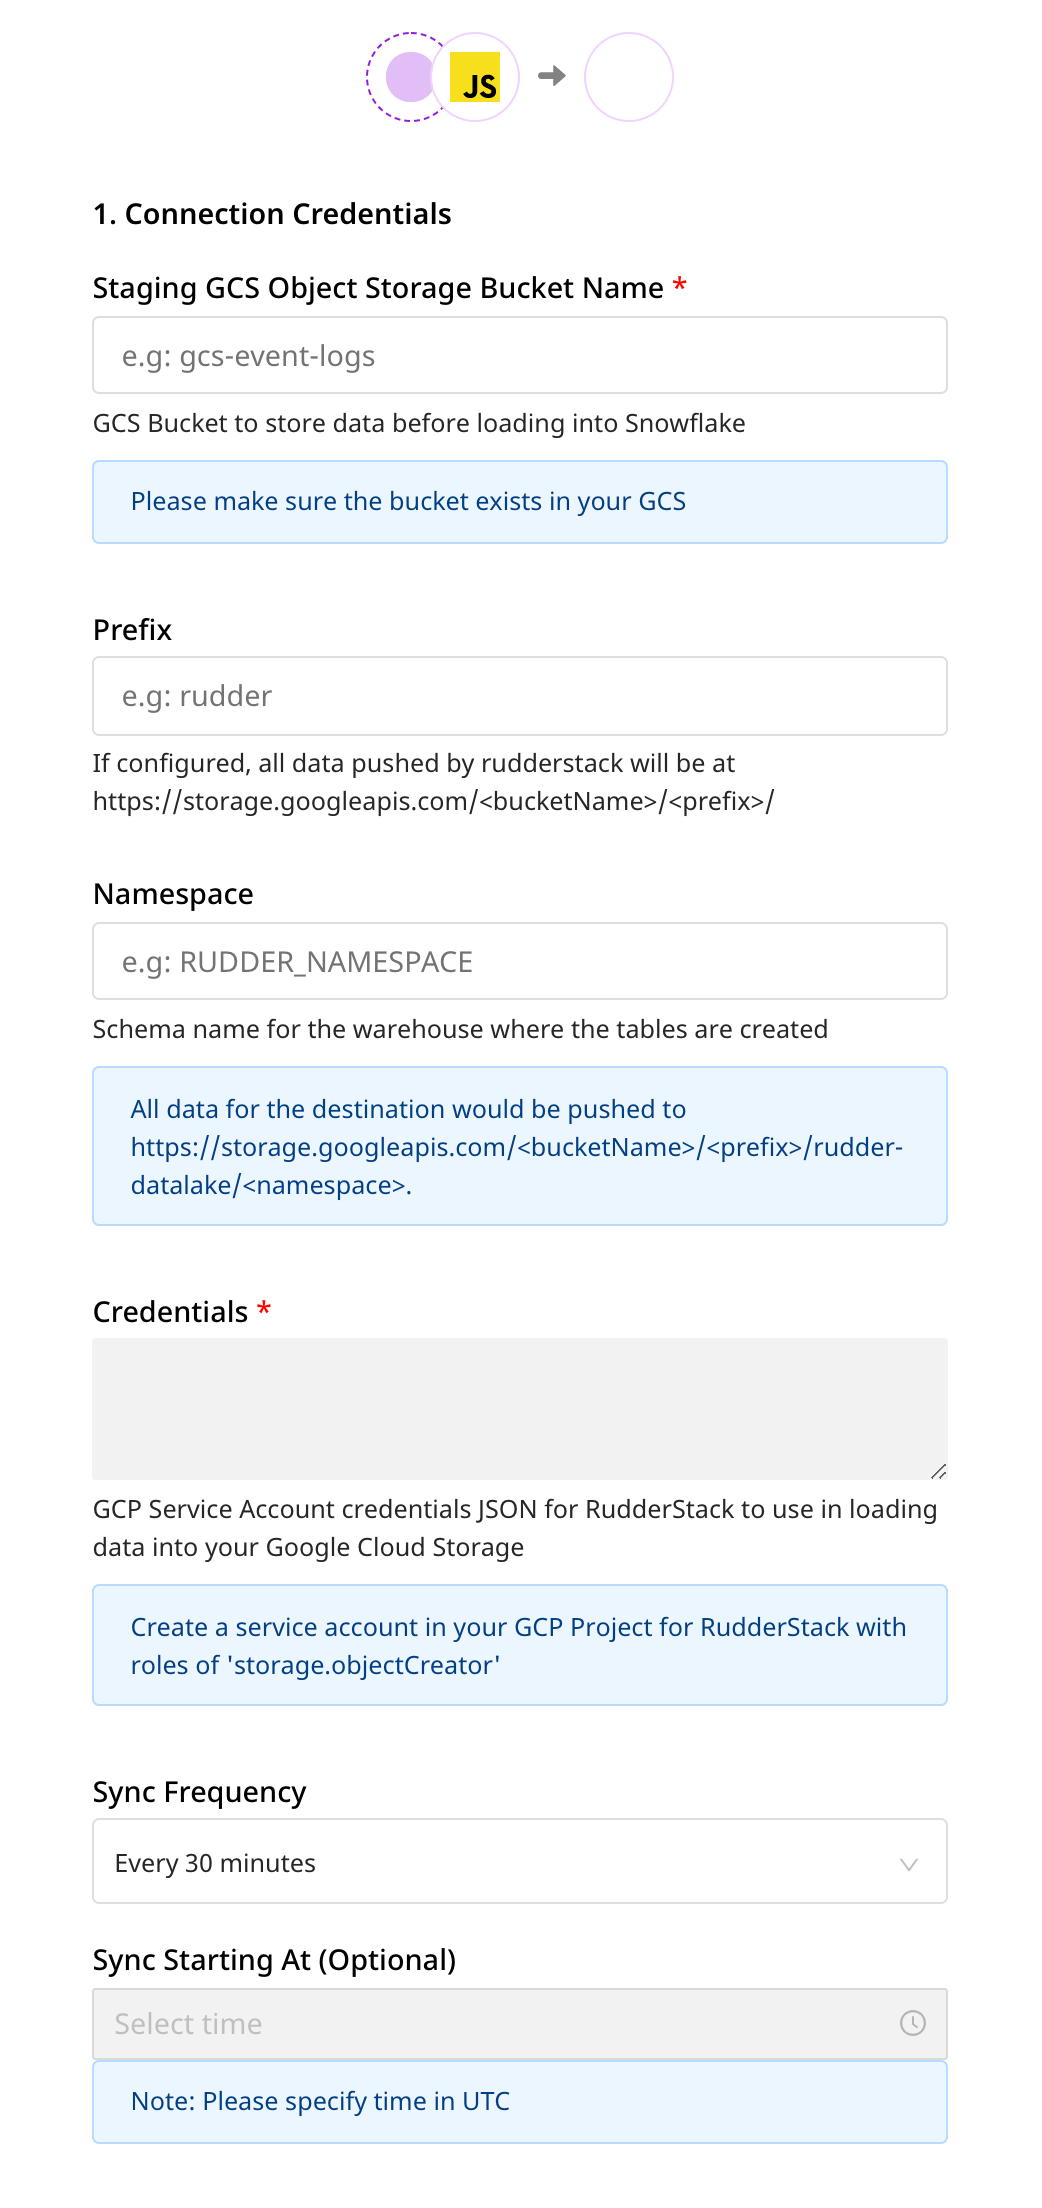 JS
1. Connection Credentials
Staging GCS Object Storage Bucket Name *
e.g: gcs-event-logs
GCS Bucket to store data before loading into Snowflake
Please make sure the bucket exists in your GCS
Prefix
e.g: rudder
If configured, all data pushed by rudderstack will be at
https://storage.googleapis.com/<bucketName>/<prefix>/
Namespace
e.g: RUDDER_NAMESPACE
Schema name for the warehouse where the tables are created
All data for the destination would be pushed to
https://storage.googleapis.com/<bucketName>/<prefix>/rudder-
datalake/<namespace>.
Credentials *
GCP Service Account credentials JSON for RudderStack to use in loading
data into your Google Cloud Storage
Create a service account in your GCP Project for RudderStack with
roles of 'storage.objectCreator'
Sync Frequency
Every 30 minutes
Sync Starting At (Optional)
Select time
Note: Please specify time in UTC